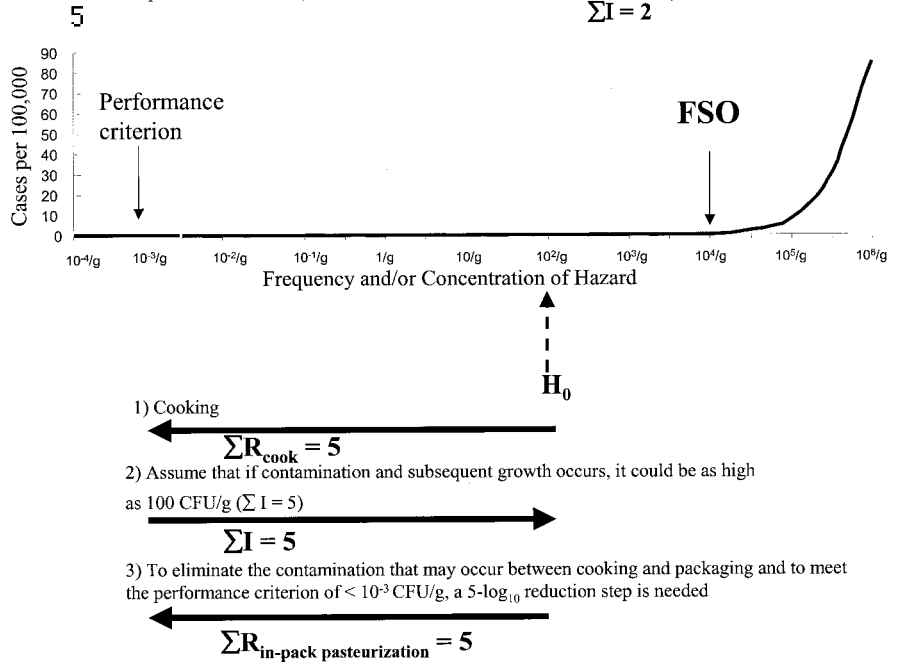 ∑I = 2
5
90
80
70
60
50
40
30
20
10
0
Cases per 100,000
Performance
criterion
FSO
10⁻⁴/g 10⁻³/g 10⁻²/g 10⁻¹/g 1/g 10/g 10²/g 10³/g 10⁴/g 10⁵/g 10⁶/g
Frequency and/or Concentration of Hazard
H₀
1) Cooking
∑R cook = 5
2) Assume that if contamination and subsequent growth occurs, it could be as high
as 100 CFU/g (∑ I = 5)
∑I = 5
3) To eliminate the contamination that may occur between cooking and packaging and to meet
the performance criterion of < 10⁻³ CFU/g, a 5-log₁₀ reduction step is needed
∑R in-pack pasteurization = 5